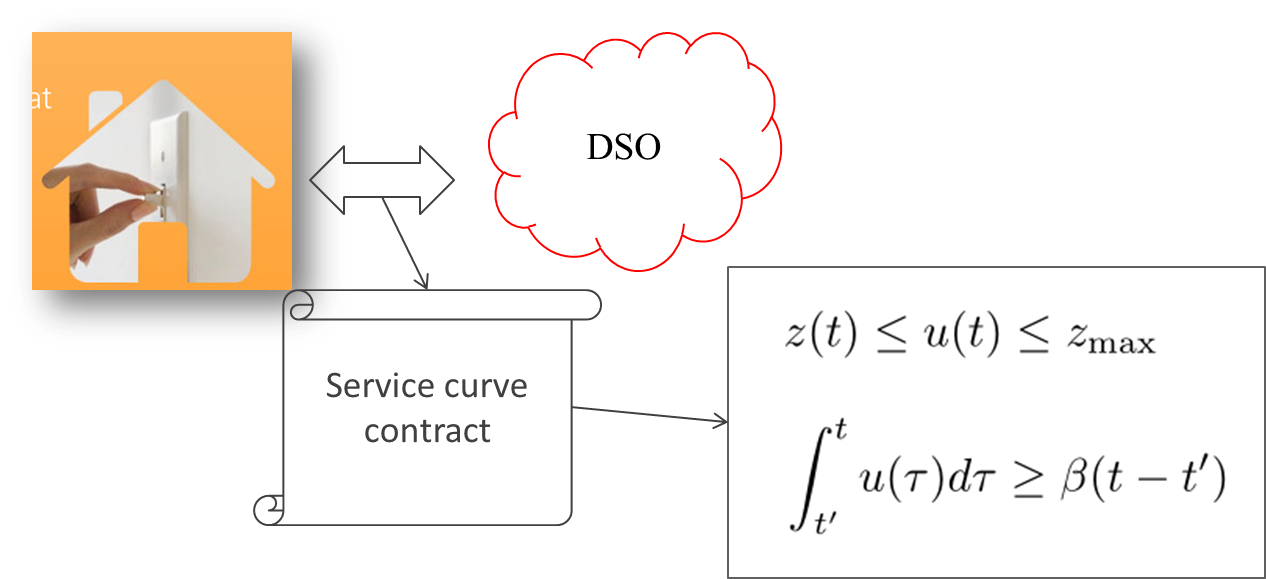 at
DSO
Service curve
contract
z(t) ≤ u(t) ≤ z_max
∫_{t′}^{t} u(τ)dτ ≥ β(t − t′)